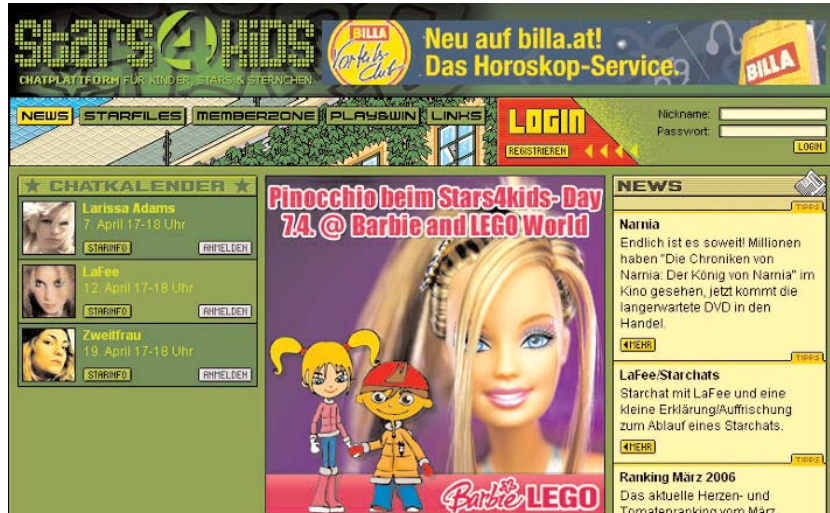 STARS4KIDS
CHATPLATTFORM FÜR KINDER, STARS & STERNCHEN.
BILLA
Vorteils
Club
Neu auf billa.at!
Das Horoskop-Service.
BILLA
NEWS
STARFILES
MEMBERZONE
PLAY&WIN
LINKS
LOGIN
REGISTRIEREN
Nickname:
Passwort:
LOGIN
CHATKALENDER
Larissa Adams
7. April 17-18 Uhr
STARINFO ANMELDEN
LaFee
12. April 17-18 Uhr
STARINFO ANMELDEN
Zweitfrau
19. April 17-18 Uhr
STARINFO ANMELDEN
Pinocchio beim Stars4kids-Day
7.4. @ Barbie and LEGO World
Barbie LEGO
NEWS
TIPPS
Narnia
Endlich ist es soweit! Millionen
haben "Die Chroniken von
Narnia: Der König von Narnia" im
Kino gesehen, jetzt kommt die
langerwartete DVD in den
Handel.
MEHR
TIPPS
LaFee/Starchats
Starchat mit LaFee und eine
kleine Erklärung/Auffrischung
zum Ablauf eines Starchats.
MEHR
TIPPS
Ranking März 2006
Das aktuelle Herzen- und
Tomatenranking vom März